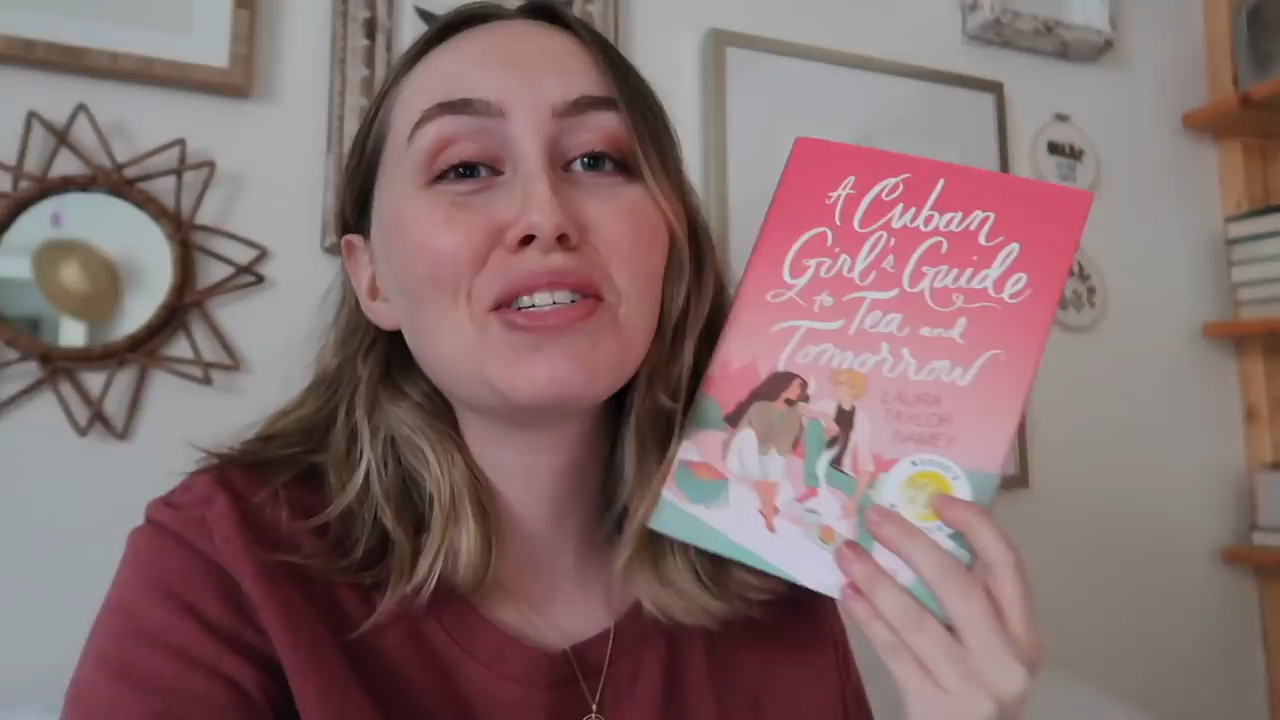 A Cuban
Girl's Guide
to Tea and
Tomorrow
LAURA
TAYLOR
NAMEY